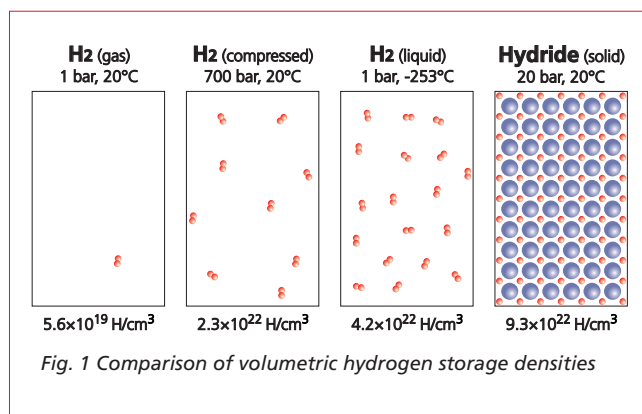 H2 (gas)
1 bar, 20°C
5.6×10¹⁹ H/cm³
H2 (compressed)
700 bar, 20°C
2.3×10²² H/cm³
H2 (liquid)
1 bar, -253°C
4.2×10²² H/cm³
Hydride (solid)
20 bar, 20°C
9.3×10²² H/cm³
Fig. 1 Comparison of volumetric hydrogen storage densities